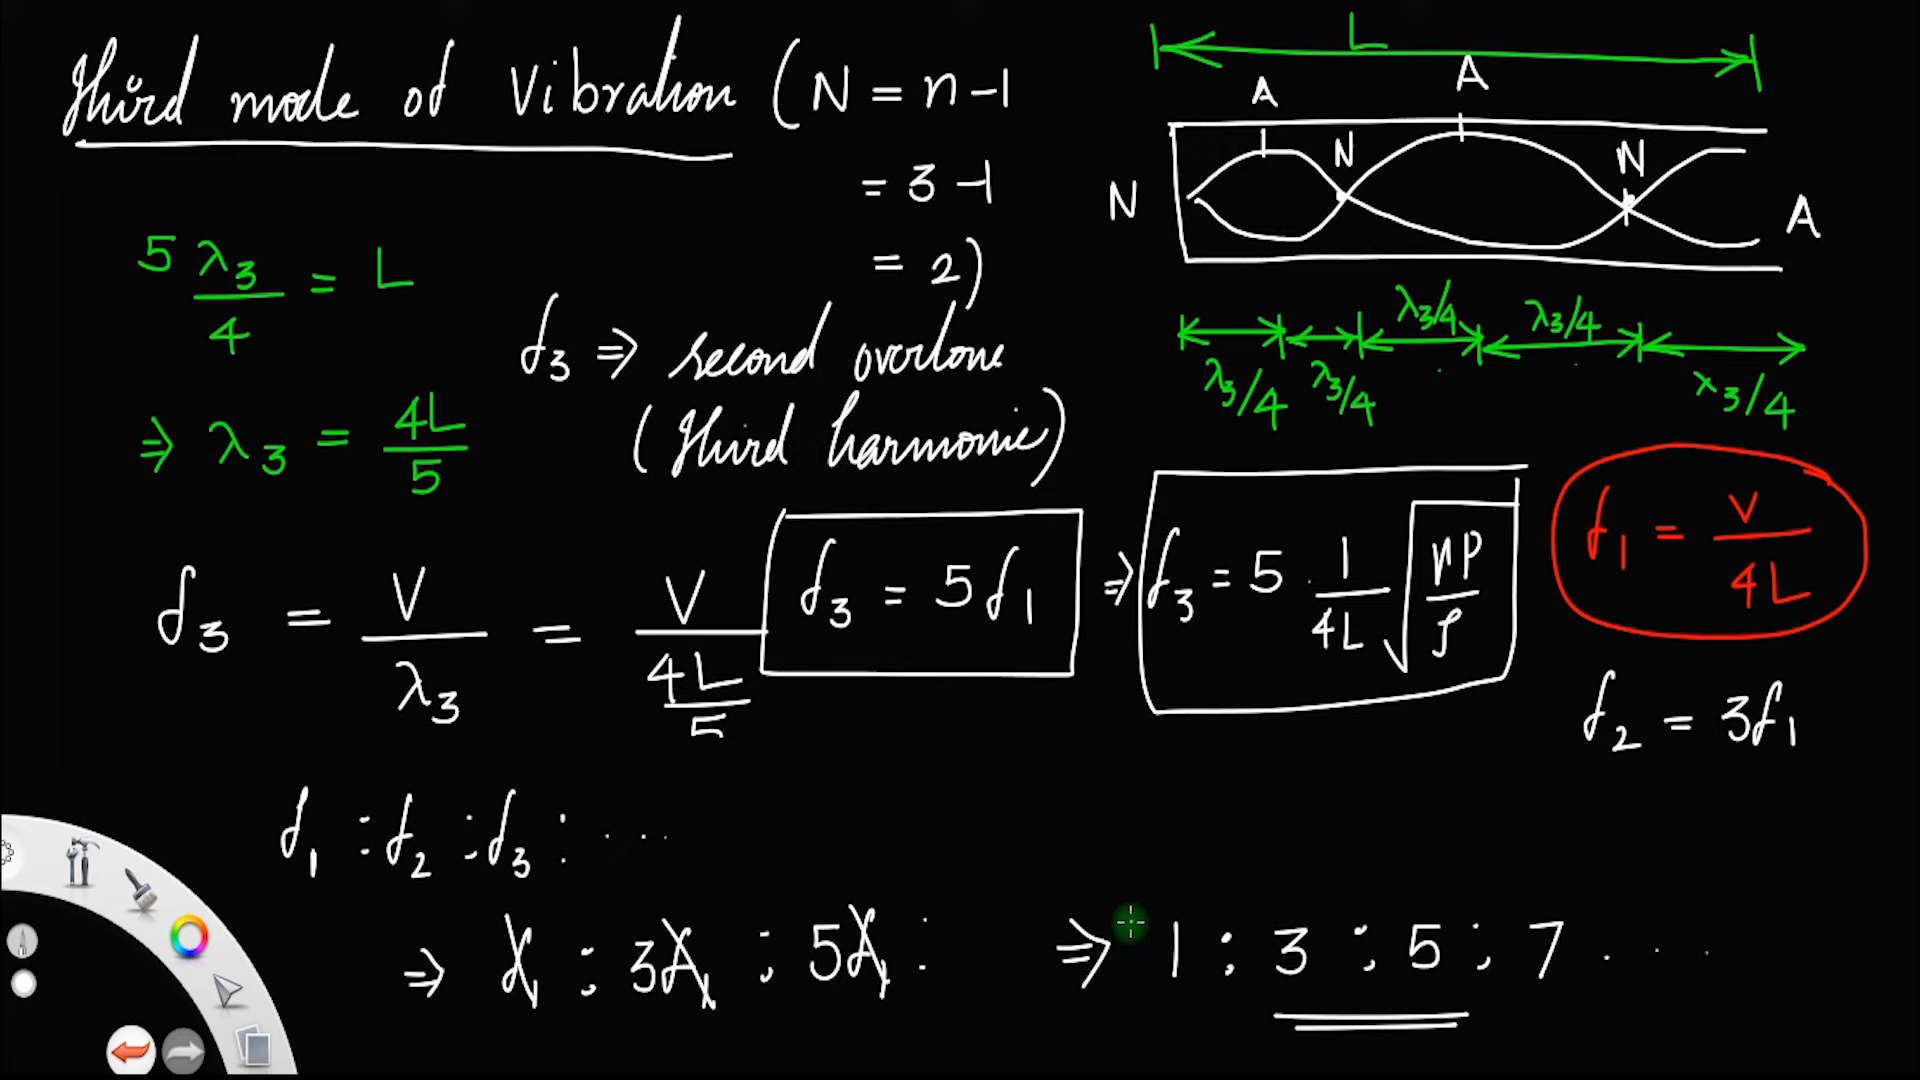 Third mode of Vibration (N = n-1
= 3-1
= 2)
L
A A
N N N A
5 λ3/4 = L
λ3/4 λ3/4 λ3/4 λ3/4 λ3/4
f3 ⇒ second overtone
(third harmonic)
⇒ λ3 = 4L/5
f3 = V/λ3 = V/(4L/5)
f3 = 5f1
⇒ f3 = 5 · 1/4L √(ηP/ρ)
f1 = V/4L
f2 = 3f1
f1 : f2 : f3 : ....
⇒ f1 : 3f1 : 5f1 : ⇒ 1 : 3 : 5 : 7 . . .